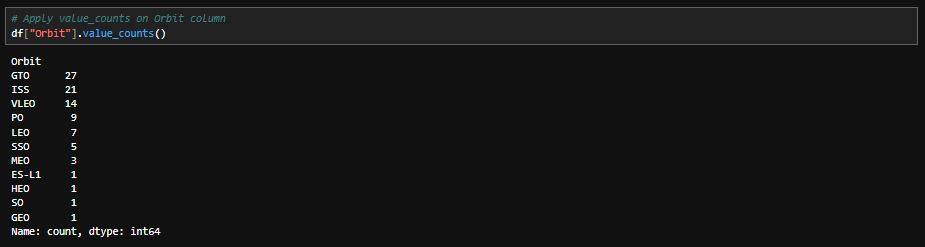 # Apply value_counts on Orbit column
df["Orbit"].value_counts()
Orbit
GTO 27
ISS 21
VLEO 14
PO 9
LEO 7
SSO 5
MEO 3
ES-L1 1
HEO 1
SO 1
GEO 1
Name: count, dtype: int64